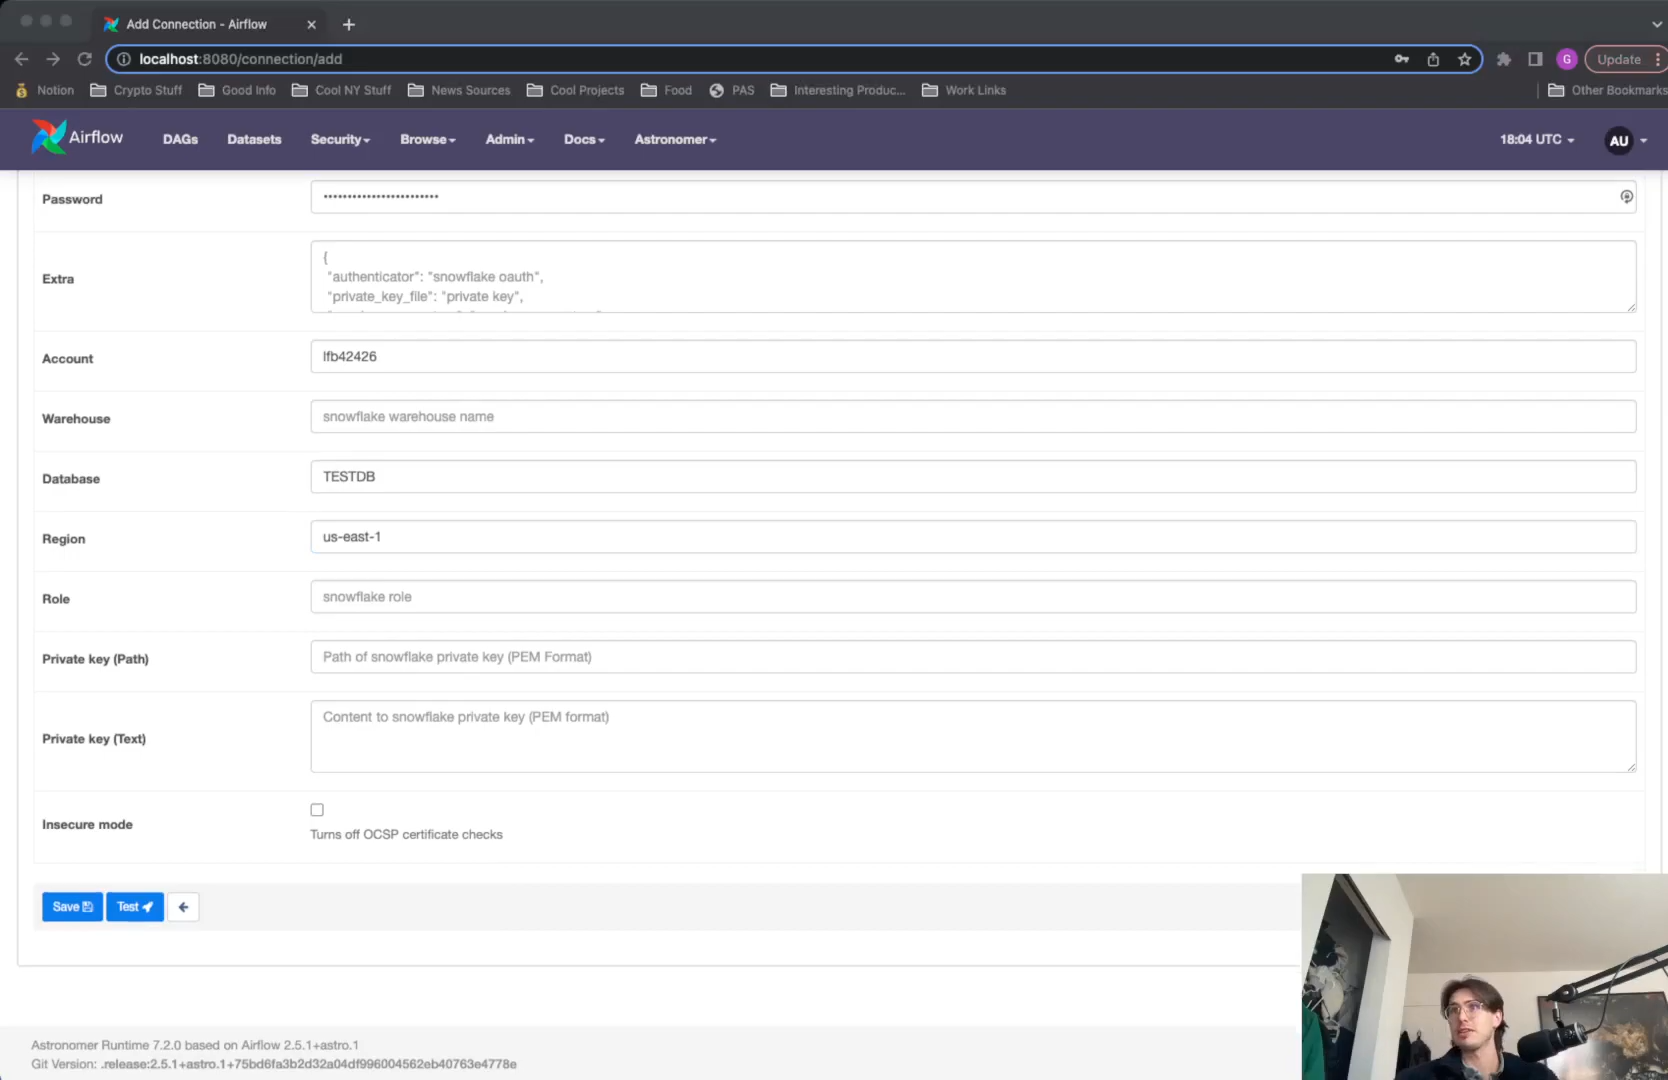 Add Connection - Airflow
localhost:8080/connection/add
Update
Notion
Crypto Stuff
Good Info
Cool NY Stuff
News Sources
Cool Projects
Food
PAS
Interesting Produc...
Work Links
Other Bookmarks
G
Airflow
DAGs
Datasets
Security
Browse
Admin
Docs
Astronomer
18:04 UTC
AU
Password
••••••••••••••••••••••••
Extra
{
"authenticator": "snowflake oauth",
"private_key_file": "private key",
Account
lfb42426
Warehouse
snowflake warehouse name
Database
TESTDB
Region
us-east-1
Role
snowflake role
Private key (Path)
Path of snowflake private key (PEM Format)
Private key (Text)
Content to snowflake private key (PEM format)
Insecure mode
Turns off OCSP certificate checks
Save
Test
Astronomer Runtime 7.2.0 based on Airflow 2.5.1+astro.1
Git Version: .release:2.5.1+astro.1+75bd6fa3b2d32a04df996004562eb40763e4778e